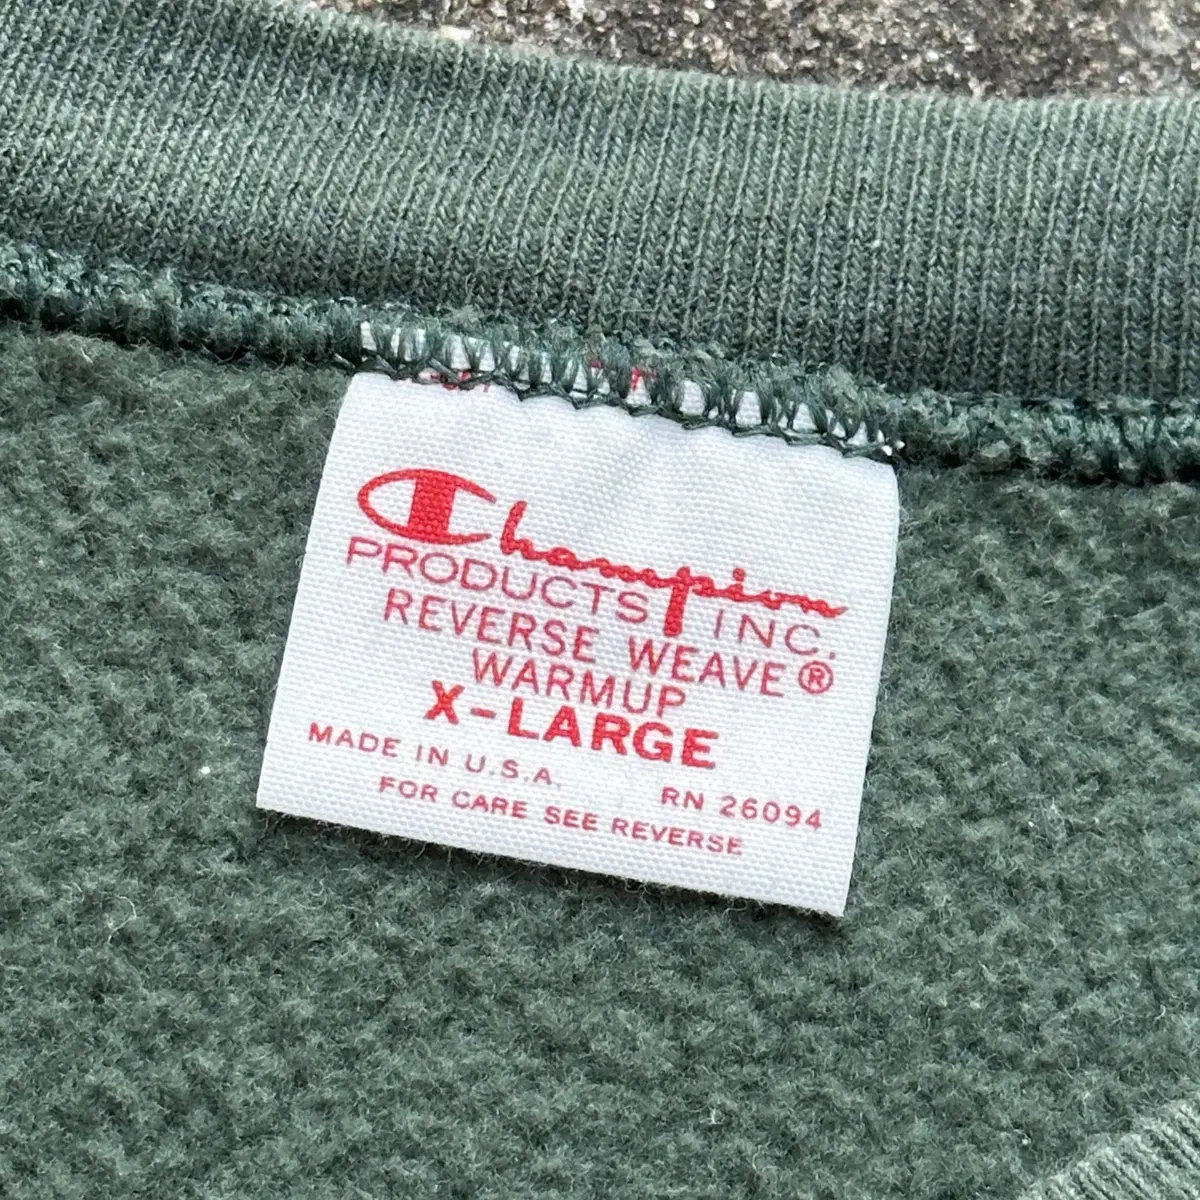 Champion
PRODUCTS INC.
REVERSE WEAVE®
WARMUP
X-LARGE
MADE IN U.S.A.
RN 26094
FOR CARE SEE REVERSE